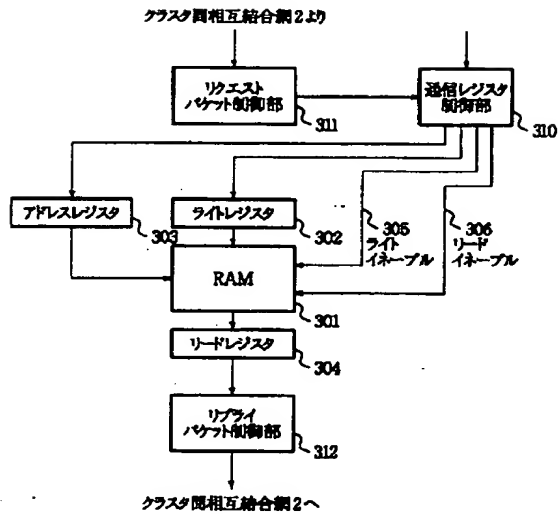 クラスタ間相互結合網2より
リクエスト
パケット制御部
311
通信レジスタ
制御部
310
アドレスレジスタ
303
ライトレジスタ
302
305
ライト
イネーブル
306
リード
イネーブル
RAM
301
リードレジスタ
304
リプライ
パケット制御部
312
クラスタ間相互結合網2へ